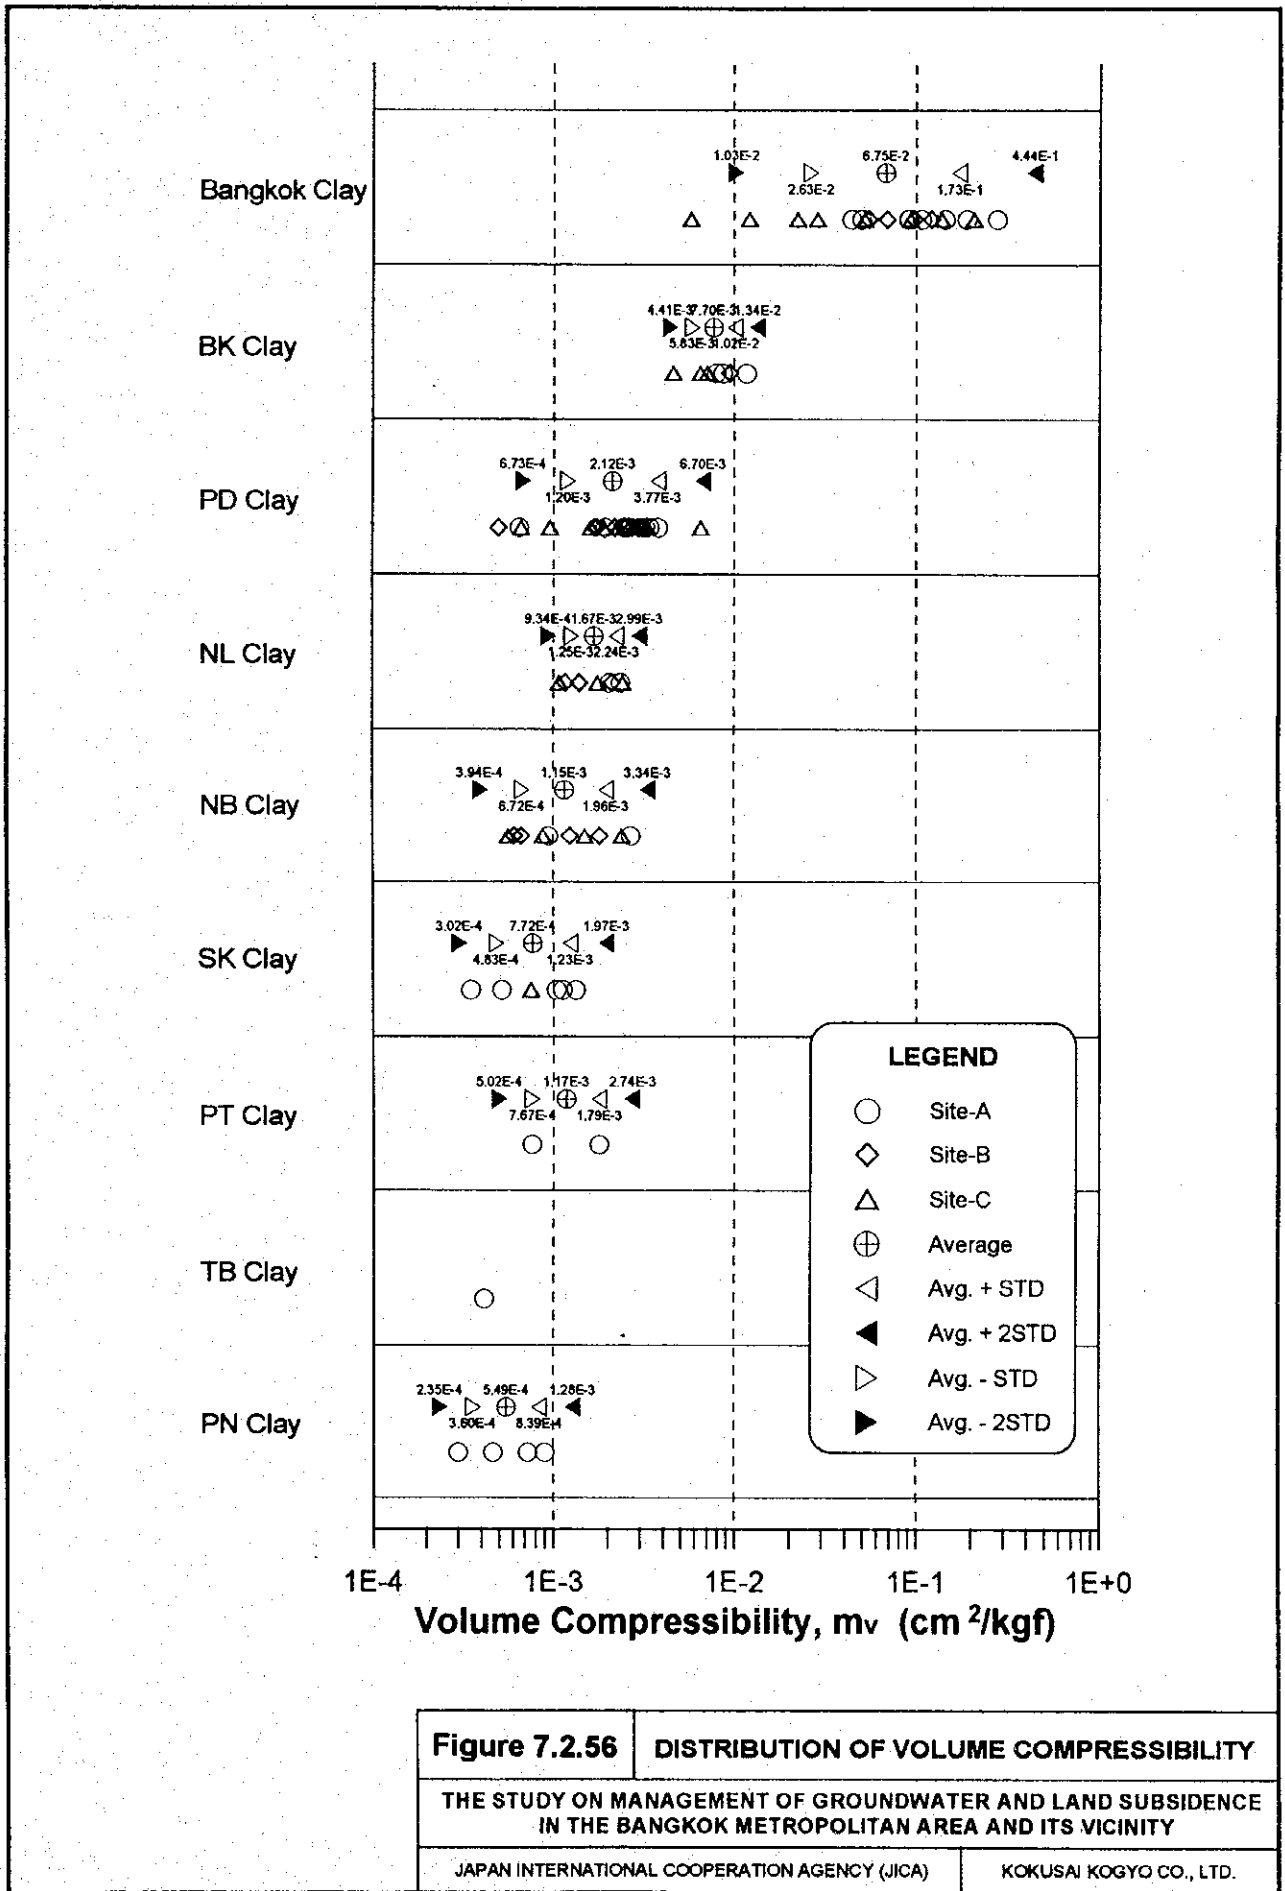 1.03E-2 6.75E-2 4.44E-1
2.63E-2 1.73E-1
Bangkok Clay
4.41E-3 7.70E-3 1.34E-2
BK Clay
5.83E-3 1.02E-2
6.73E-4 2.12E-3 6.70E-3
PD Clay
1.20E-3 3.77E-3
9.34E-4 1.67E-3 2.99E-3
NL Clay
1.25E-3 2.24E-3
3.94E-4 1.15E-3 3.34E-3
NB Clay
6.72E-4 1.96E-3
3.02E-4 7.72E-4 1.97E-3
SK Clay
4.83E-4 1.23E-3
5.02E-4 1.17E-3 2.74E-3
PT Clay
7.67E-4 1.79E-3
TB Clay
2.35E-4 5.49E-4 1.28E-3
PN Clay
3.60E-4 8.39E-4
LEGEND
Site-A
Site-B
Site-C
Average
Avg. + STD
Avg. + 2STD
Avg. - STD
Avg. - 2STD
1E-4 1E-3 1E-2 1E-1 1E+0
Volume Compressibility, mv (cm 2/kgf)
Figure 7.2.56 DISTRIBUTION OF VOLUME COMPRESSIBILITY
THE STUDY ON MANAGEMENT OF GROUNDWATER AND LAND SUBSIDENCE
IN THE BANGKOK METROPOLITAN AREA AND ITS VICINITY
JAPAN INTERNATIONAL COOPERATION AGENCY (JICA) KOKUSAI KOGYO CO., LTD.